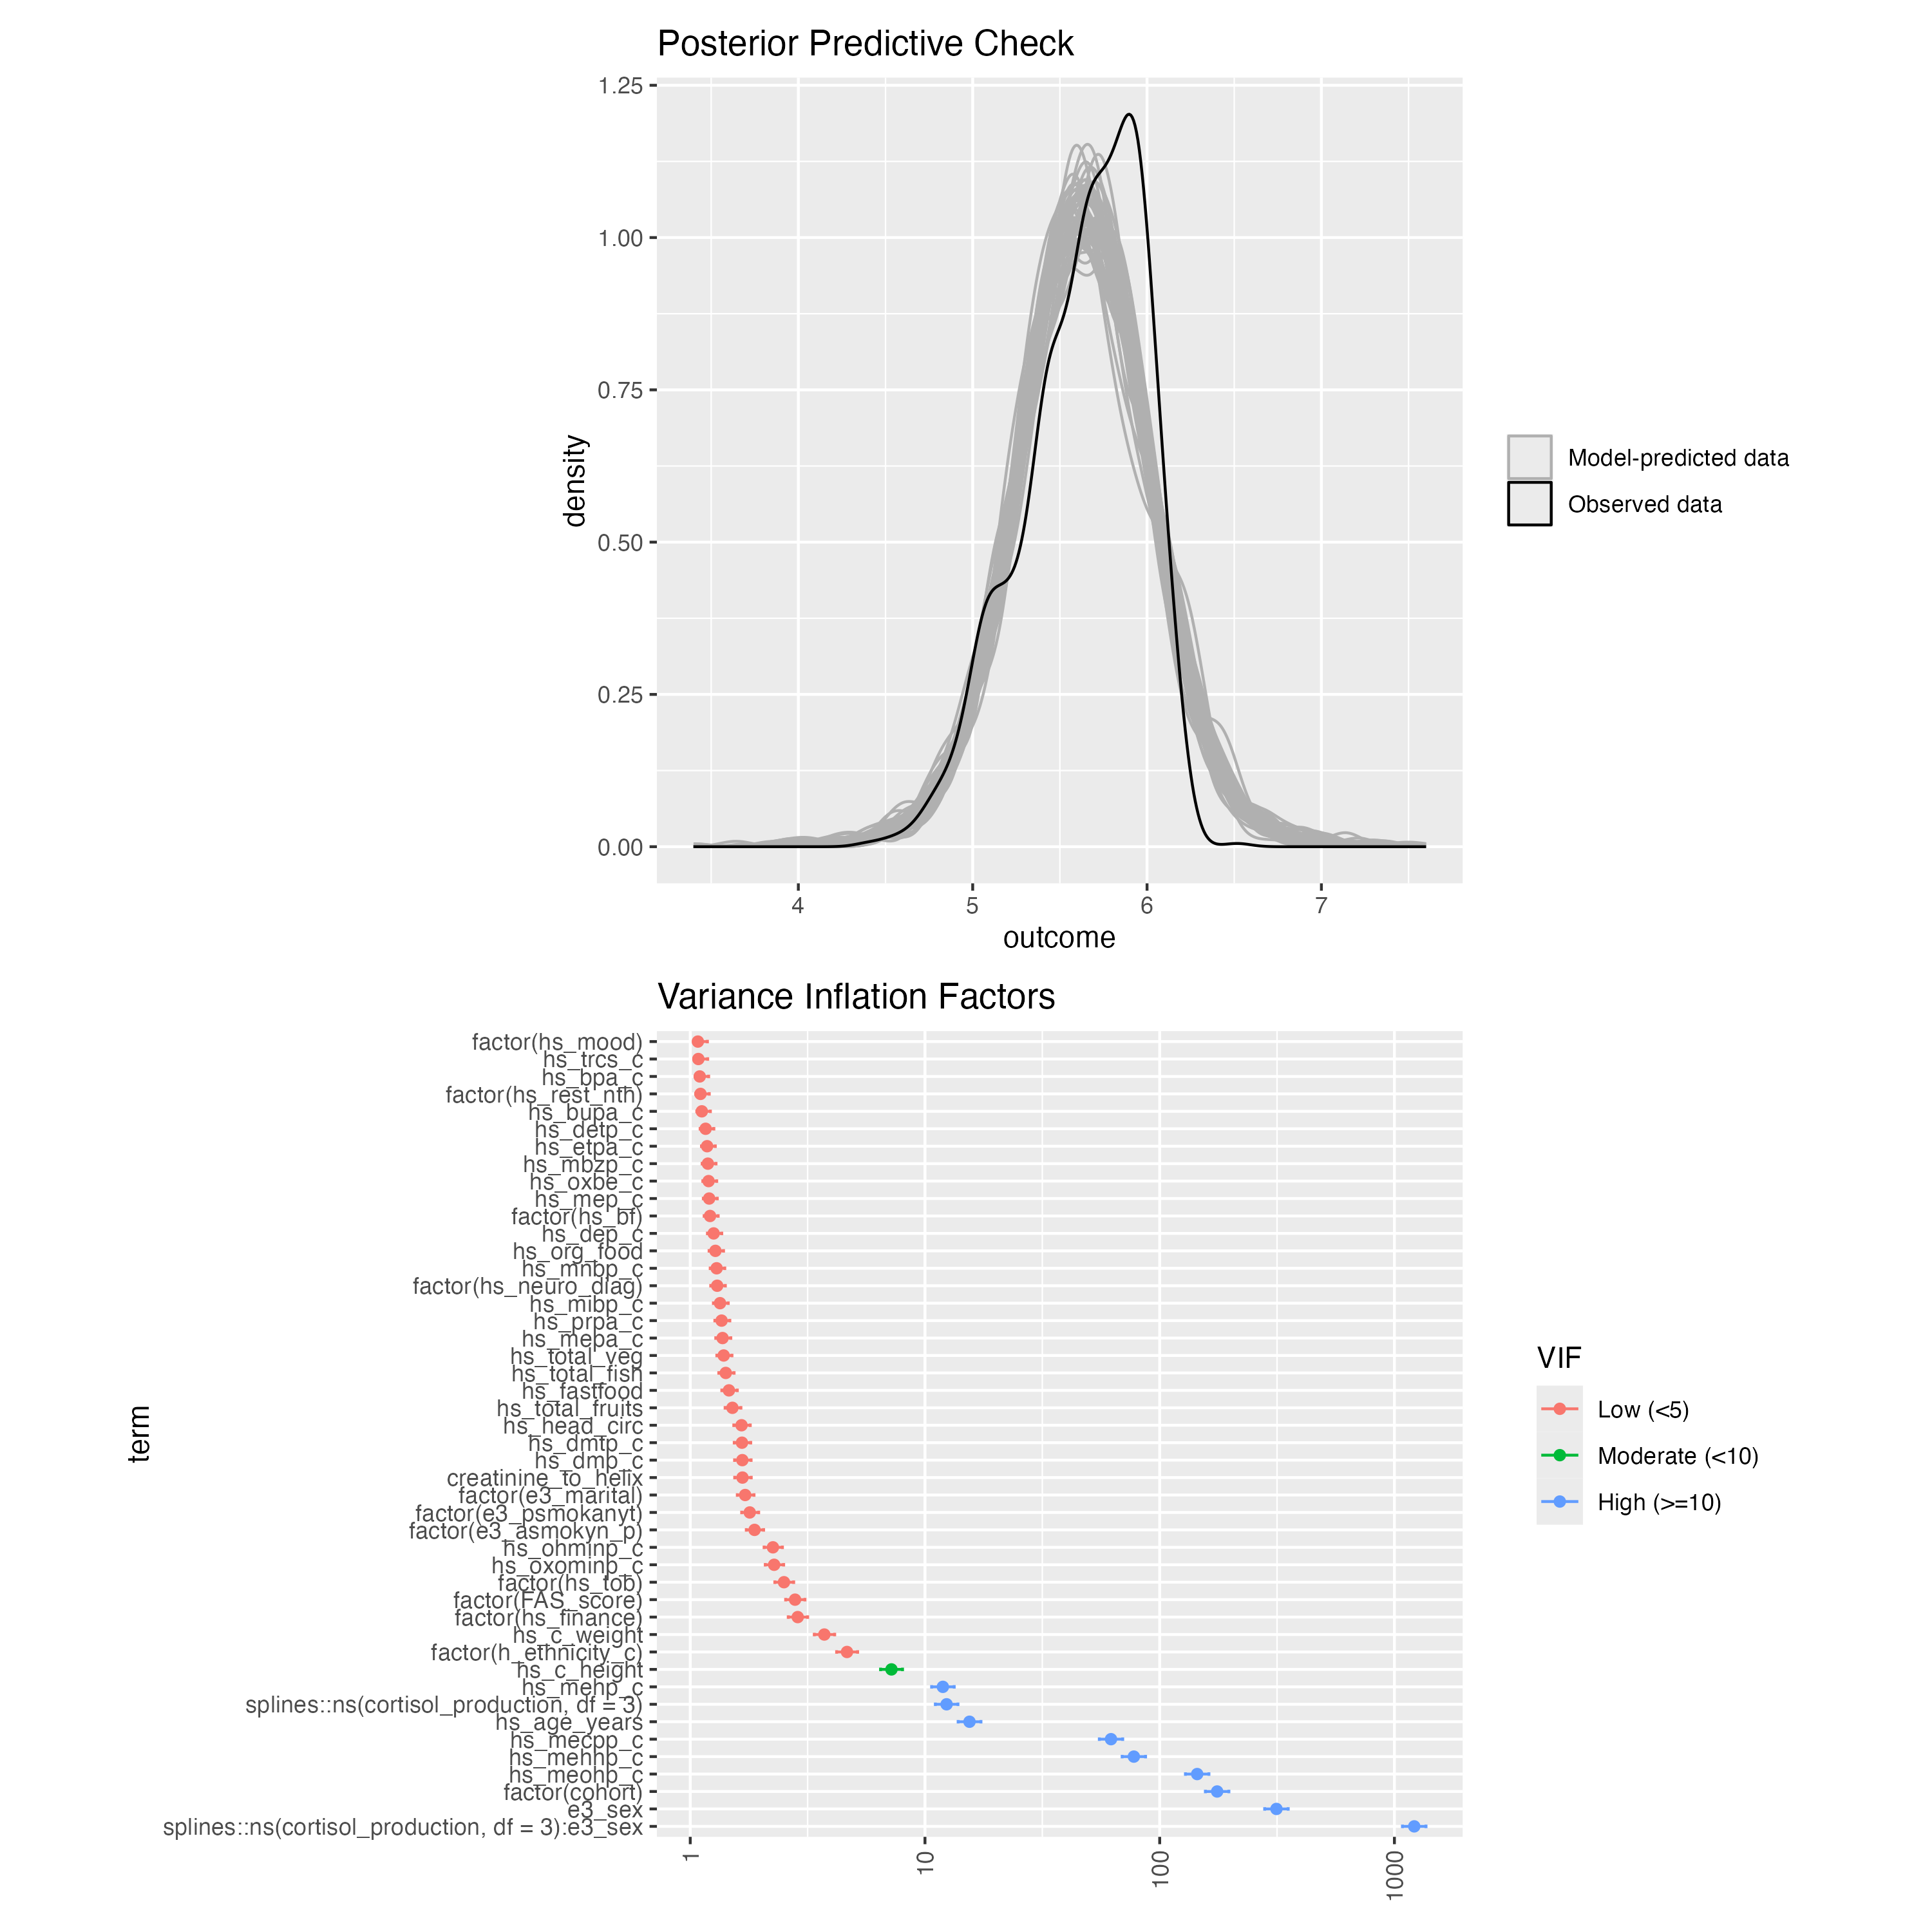 Posterior Predictive Check
1.25
1.00
0.75
0.50
0.25
0.00
density
4 5 6 7
outcome
Model-predicted data
Observed data
Variance Inflation Factors
factor(hs_mood)
hs_trcs_c
hs_bpa_c
factor(hs_rest_nth)
hs_bupa_c
hs_detp_c
hs_etpa_c
hs_mbzp_c
hs_oxbe_c
hs_mep_c
factor(hs_bf)
hs_dep_c
hs_org_food
hs_mnbp_c
factor(hs_neuro_diag)
hs_mibp_c
hs_prpa_c
hs_mepa_c
hs_total_veg
hs_total_fish
hs_fastfood
hs_total_fruits
hs_head_circ
hs_dmtp_c
hs_dmp_c
creatinine_to_helix
factor(e3_marital)
factor(e3_psmokanyt)
factor(e3_asmokyn_p)
hs_ohminp_c
hs_oxominp_c
factor(hs_tob)
factor(FAS_score)
factor(hs_finance)
hs_c_weight
factor(h_ethnicity_c)
hs_c_height
hs_mehp_c
splines::ns(cortisol_production, df = 3)
hs_age_years
hs_mecpp_c
hs_mehhp_c
hs_meohp_c
factor(cohort)
e3_sex
splines::ns(cortisol_production, df = 3):e3_sex
term
1 10 100 1000
VIF
Low (<5)
Moderate (<10)
High (>=10)